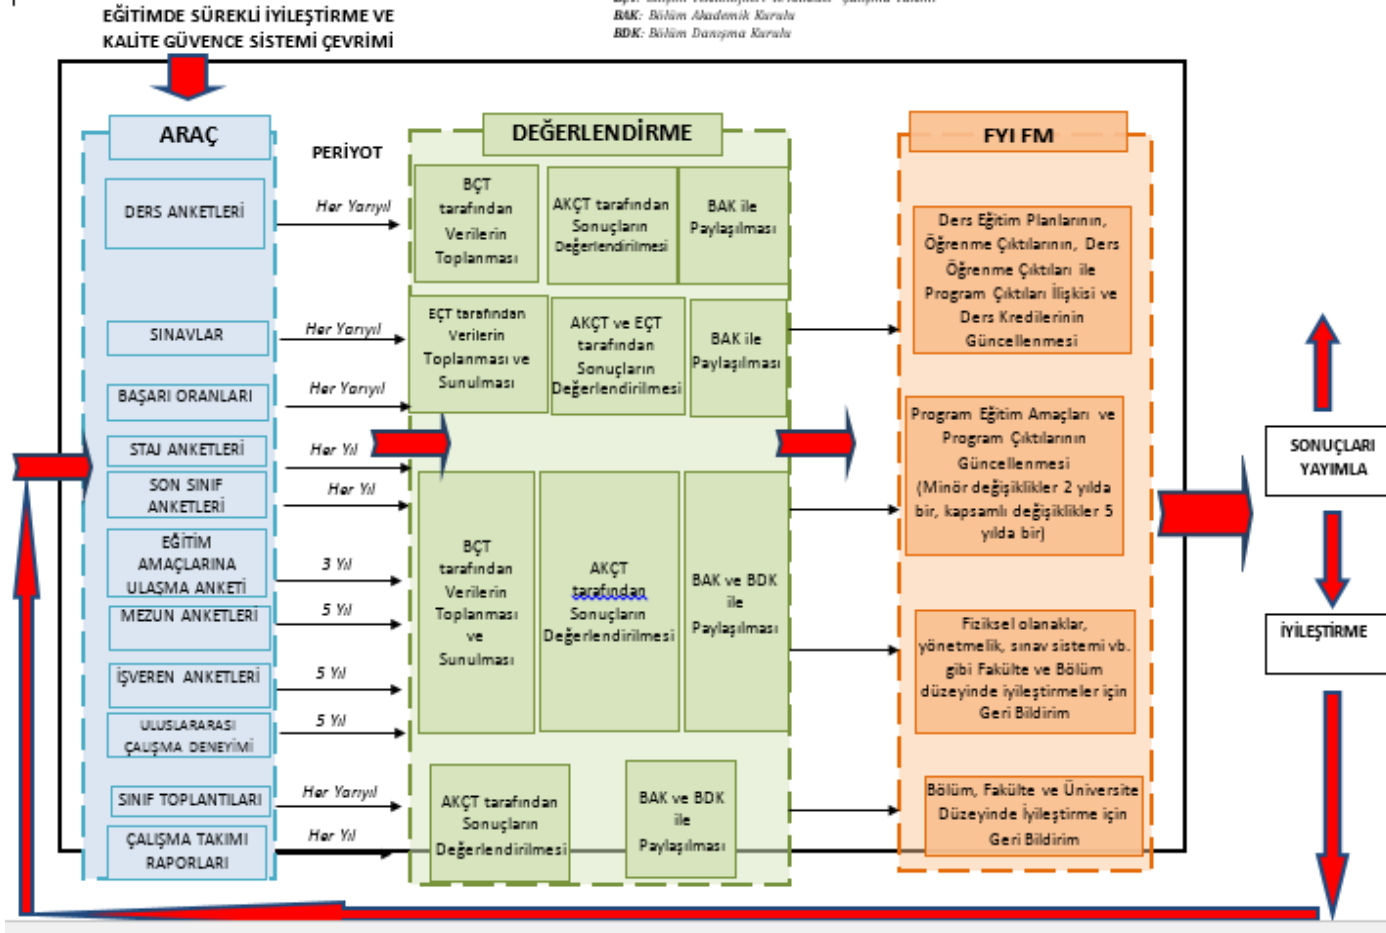 EĞİTİMDE SÜREKLİ İYİLEŞTİRME VE
KALİTE GÜVENCE SİSTEMİ ÇEVRİMİ
BAK: Bölüm Akademik Kurulu
BDK: Bölüm Danışma Kurulu
ARAÇ
DERS ANKETLERİ
SINAVLAR
BAŞARI ORANLARI
STAJ ANKETLERİ
SON SINIF
ANKETLERİ
EĞİTİM
AMAÇLARINA
ULAŞMA ANKETİ
MEZUN ANKETLERİ
İŞVEREN ANKETLERİ
ULUSLARARASI
ÇALIŞMA DENEYİMİ
SINIF TOPLANTILARI
ÇALIŞMA TAKIMI
RAPORLARI
PERİYOT
Her Yarıyıl
Her Yarıyıl
Her Yarıyıl
Her Yıl
Her Yıl
3 Yıl
5 Yıl
5 Yıl
5 Yıl
Her Yarıyıl
Her Yıl
DEĞERLENDİRME
BÇT
tarafından
Verilerin
Toplanması
AKÇT tarafından
Sonuçların
Değerlendirilmesi
BAK ile
Paylaşılması
EÇT tarafından
Verilerin
Toplanması ve
Sunulması
AKÇT ve EÇT
tarafından
Sonuçların
Değerlendirilmesi
BAK ile
Paylaşılması
BÇT
tarafından
Verilerin
Toplanması
ve
Sunulması
AKÇT
tarafından
Sonuçların
Değerlendirilmesi
BAK ve BDK
ile
Paylaşılması
AKÇT tarafından
Sonuçların
Değerlendirilmesi
BAK ve BDK
ile
Paylaşılması
FYI FM
Ders Eğitim Planlarının,
Öğrenme Çıktılarının, Ders
Öğrenme Çıktıları ile
Program Çıktıları İlişkisi ve
Ders Kredilerinin
Güncellenmesi
Program Eğitim Amaçları ve
Program Çıktılarının
Güncellenmesi
(Minör değişiklikler 2 yılda
bir, kapsamlı değişiklikler 5
yılda bir)
Fiziksel olanaklar,
yönetmelik, sınav sistemi vb.
gibi Fakülte ve Bölüm
düzeyinde iyileştirmeler için
Geri Bildirim
Bölüm, Fakülte ve Üniversite
Düzeyinde İyileştirme için
Geri Bildirim
SONUÇLARI
YAYIMLA
İYİLEŞTİRME